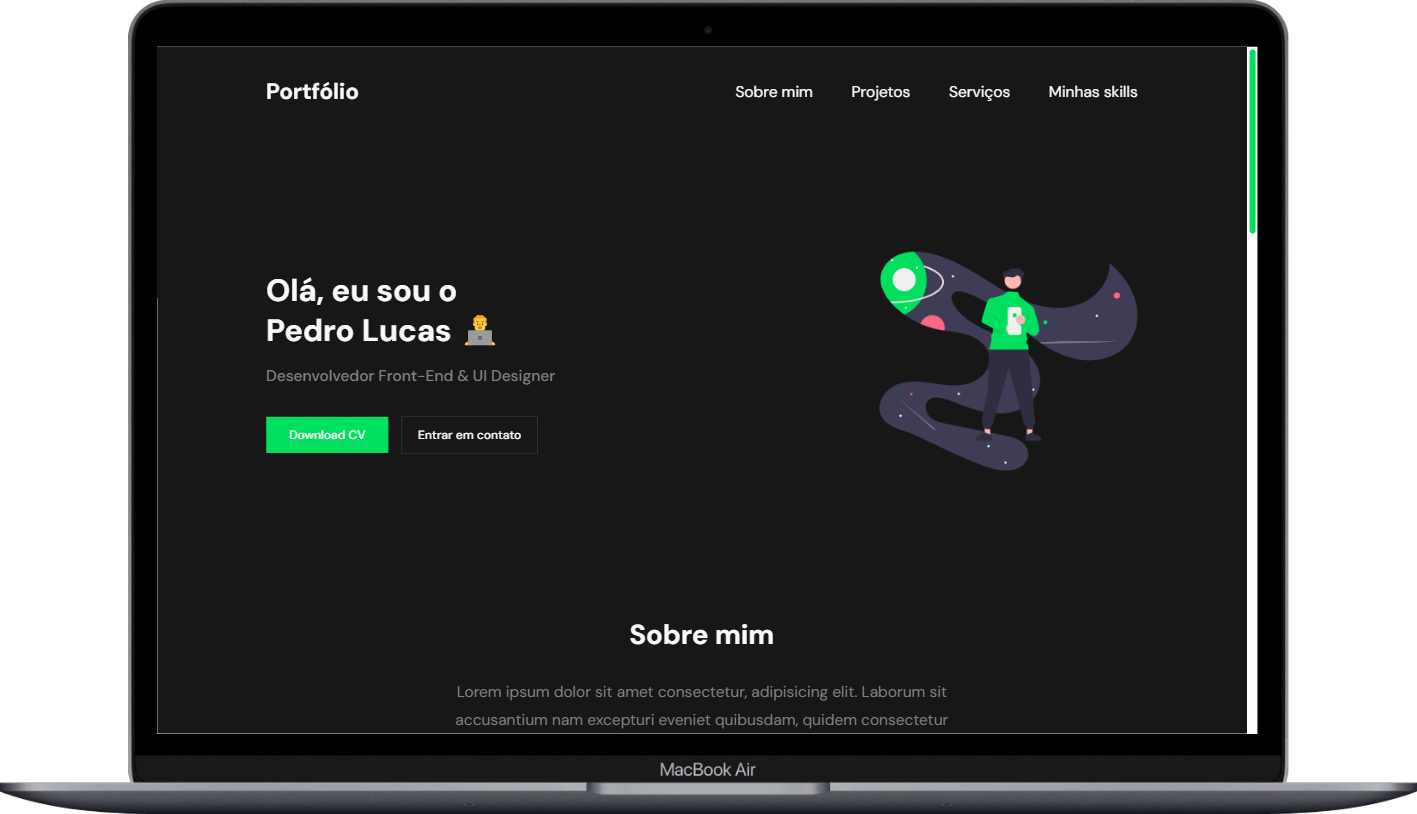 Portfólio
Sobre mim
Projetos
Serviços
Minhas skills
Olá, eu sou o
Pedro Lucas 👨‍💻
Desenvolvedor Front-End & UI Designer
Download CV
Entrar em contato
Sobre mim
Lorem ipsum dolor sit amet consectetur, adipisicing elit. Laborum sit
accusantium nam excepturi eveniet quibusdam, quidem consectetur
MacBook Air